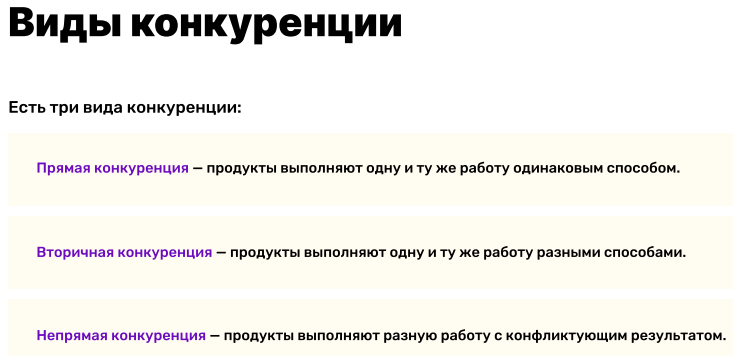 Виды конкуренции
Есть три вида конкуренции:
Прямая конкуренция — продукты выполняют одну и ту же работу одинаковым способом.
Вторичная конкуренция — продукты выполняют одну и ту же работу разными способами.
Непрямая конкуренция — продукты выполняют разную работу с конфликтующим результатом.